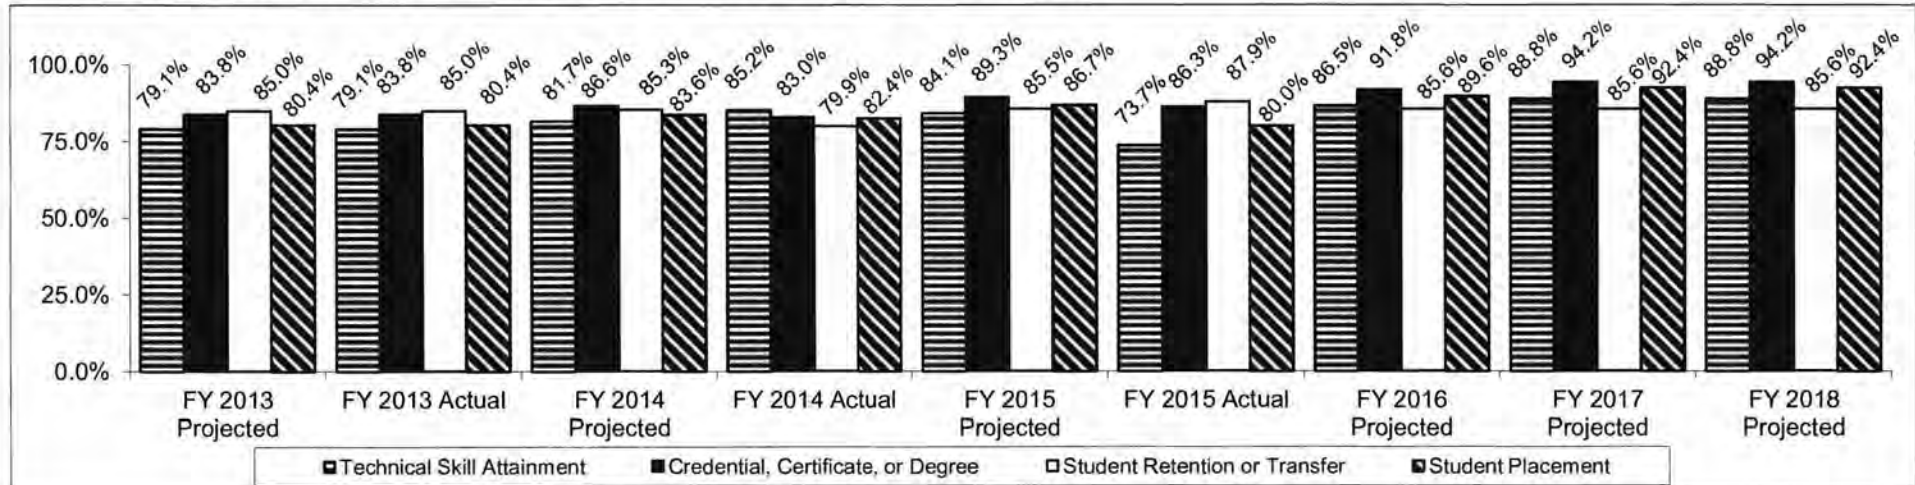 79.1% 83.8% 85.0% 80.4% 79.1% 83.8% 85.0% 80.4% 81.7% 86.6% 85.3% 83.6% 85.2% 83.0% 79.9% 82.4% 84.1% 89.3% 85.5% 86.7% 73.7% 86.3% 87.9% 80.0% 86.5% 91.8% 85.6% 89.6% 88.8% 94.2% 85.6% 92.4% 88.8% 94.2% 85.6% 92.4%
100.0%
75.0%
50.0%
25.0%
0.0%
FY 2013 Projected
FY 2013 Actual
FY 2014 Projected
FY 2014 Actual
FY 2015 Projected
FY 2015 Actual
FY 2016 Projected
FY 2017 Projected
FY 2018 Projected
Technical Skill Attainment Credential, Certificate, or Degree Student Retention or Transfer Student Placement